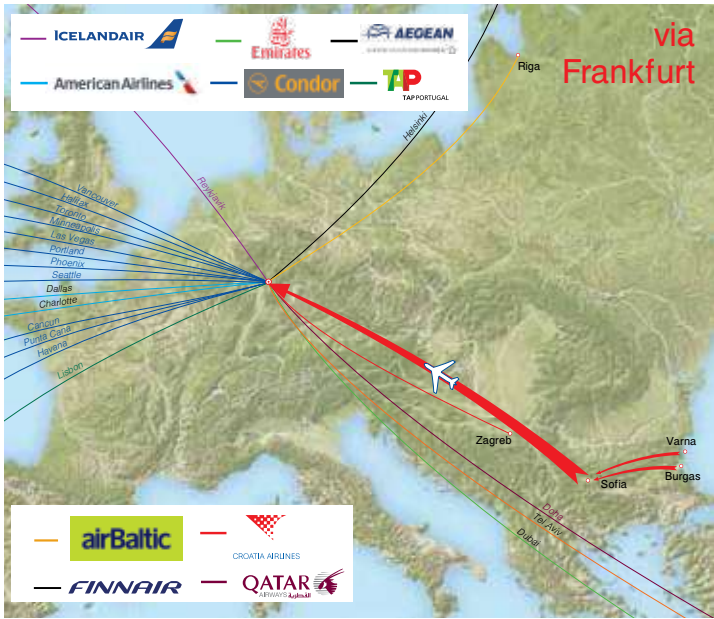 ICELANDAIR
Emirates
AEGEAN
American Airlines
Condor
TAP
TAP PORTUGAL
via
Frankfurt
Riga
Helsinki
Reykjavik
Vancouver
Halifax
Toronto
Minneapolis
Las Vegas
Portland
Phoenix
Seattle
Dallas
Charlotte
Cancun
Punta Cana
Havana
Lisbon
Zagreb
Varna
Burgas
Sofia
Doha
Tel Aviv
Dubai
airBaltic
CROATIA AIRLINES
FINNAIR
QATAR
AIRWAYS القطرية